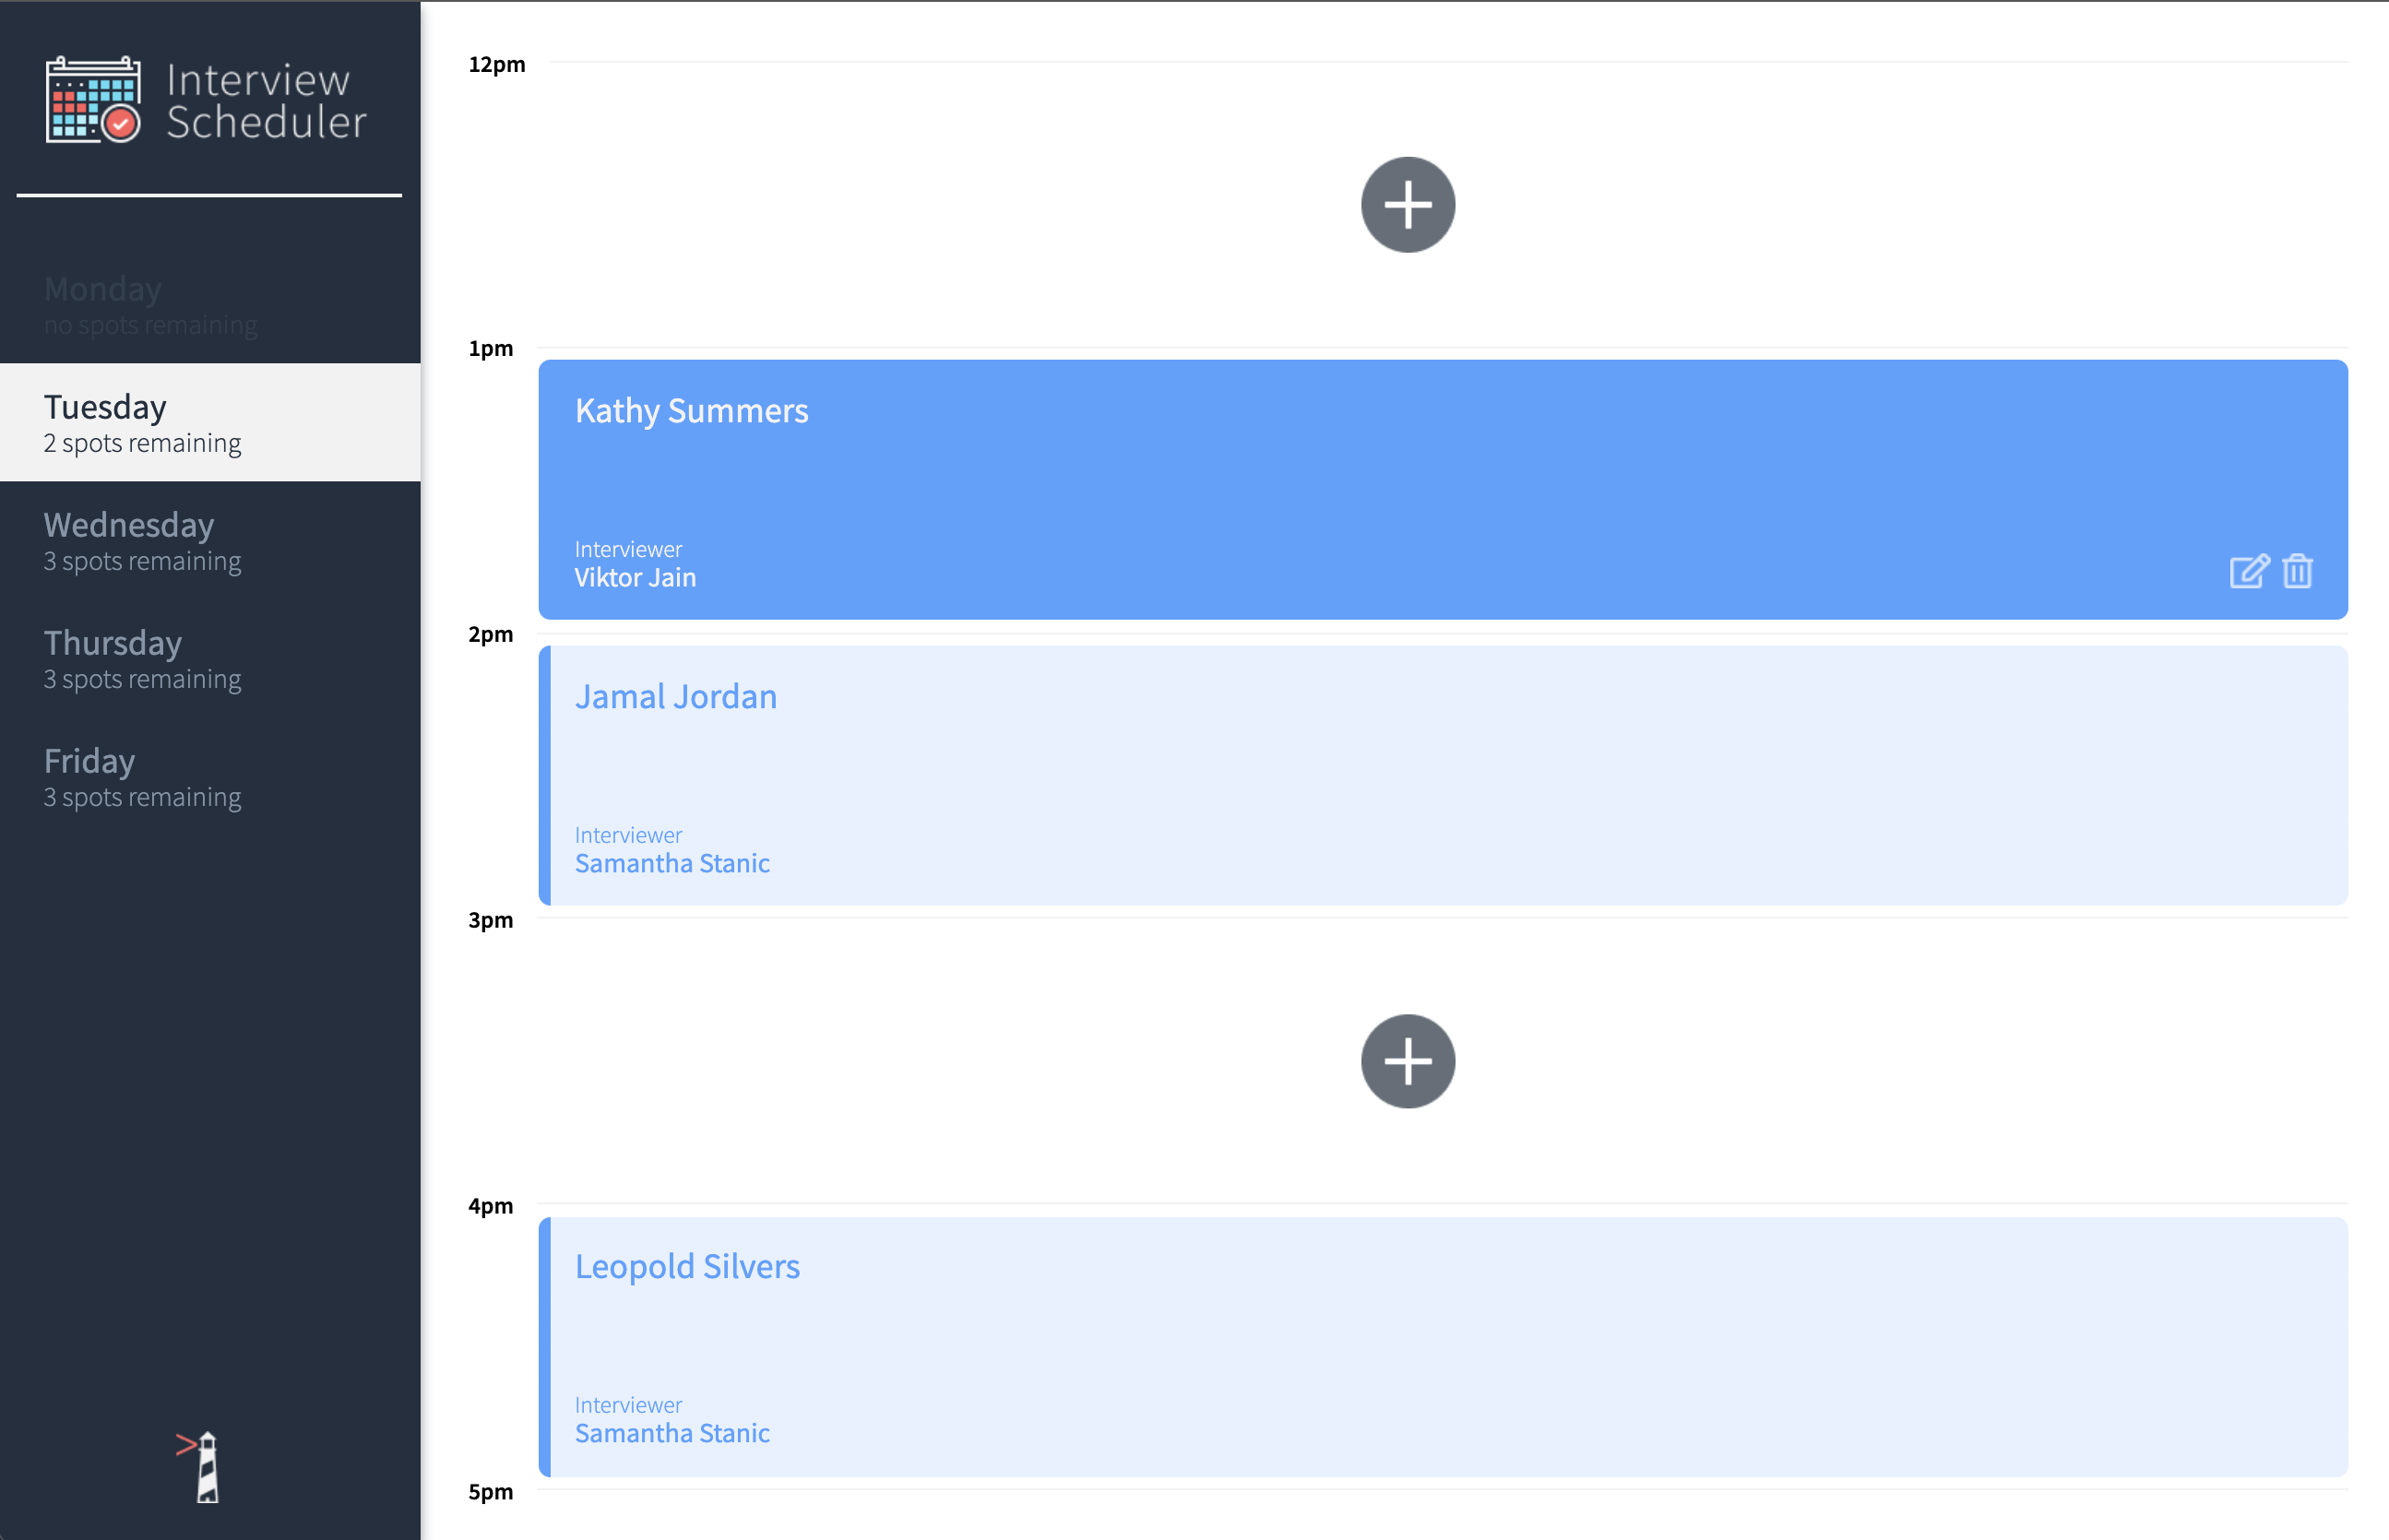 Interview
Scheduler
Monday
no spots remaining
Tuesday
2 spots remaining
Wednesday
3 spots remaining
Thursday
3 spots remaining
Friday
3 spots remaining
12pm
1pm
Kathy Summers
Interviewer
Viktor Jain
2pm
Jamal Jordan
Interviewer
Samantha Stanic
3pm
4pm
Leopold Silvers
Interviewer
Samantha Stanic
5pm